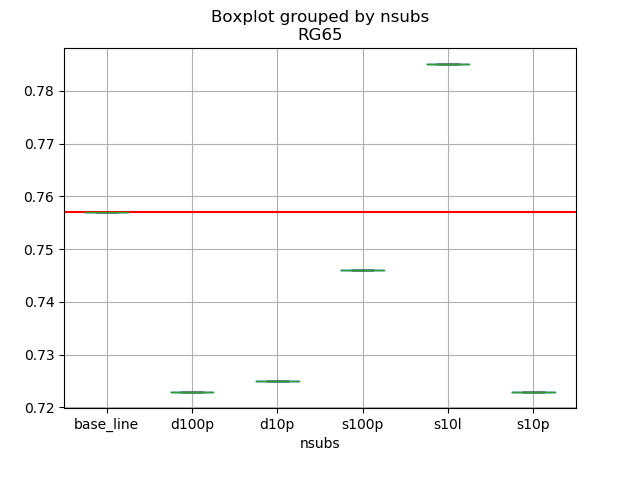 Boxplot grouped by nsubs
RG65
0.78
0.77
0.76
0.75
0.74
0.73
0.72
base_line d100p d10p s100p s10l s10p
nsubs